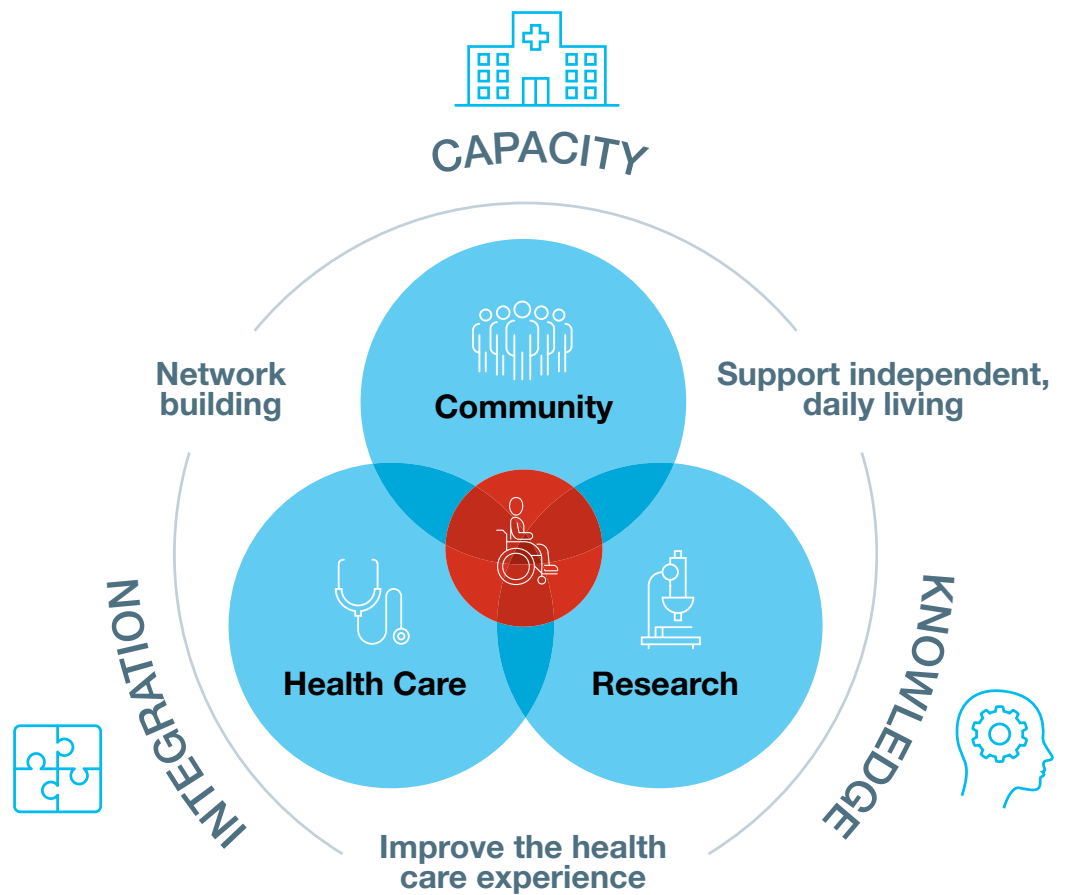 CAPACITY
Network
building
Support independent,
daily living
Community
Health Care
Research
INTEGRATION
KNOWLEDGE
Improve the health
care experience